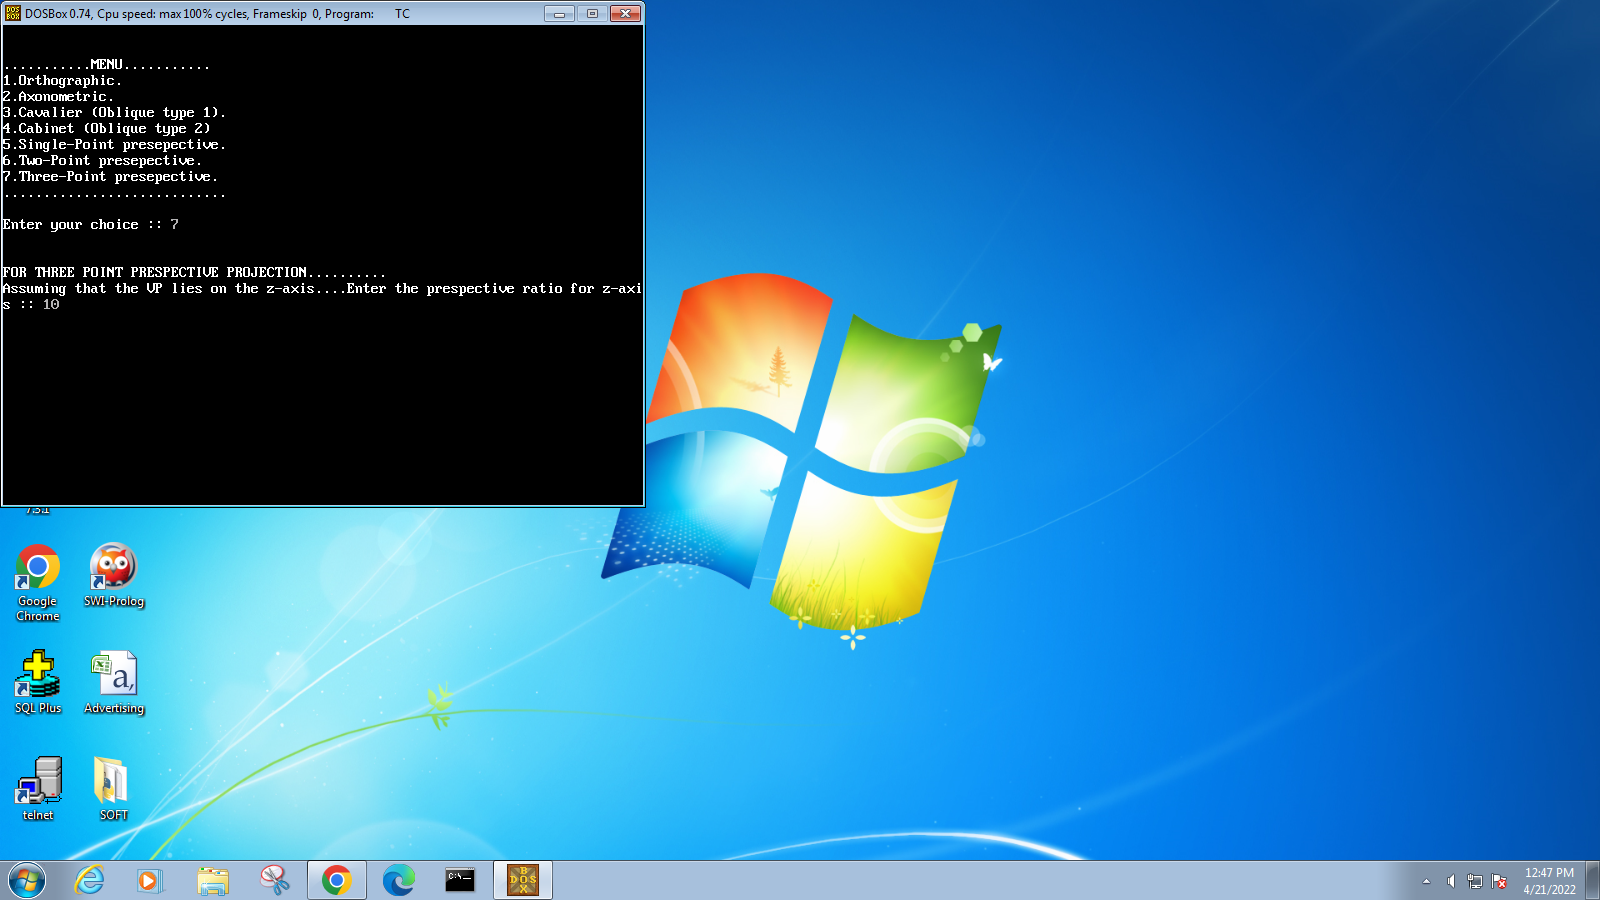 DOSBox 0.74, Cpu speed: max 100% cycles, Frameskip 0, Program: TC
...........MENU...........
1.Orthographic.
2.Axonometric.
3.Cavalier (Oblique type 1).
4.Cabinet (Oblique type 2)
5.Single-Point presepective.
6.Two-Point presepective.
7.Three-Point presepective.
............................
Enter your choice :: 7
FOR THREE POINT PRESPECTIVE PROJECTION..........
Assuming that the VP lies on the z-axis....Enter the prespective ratio for z-axi
s :: 10
7.3.1
Google
Chrome
SWI-Prolog
SQL Plus
Advertising
telnet
SOFT
12:47 PM
4/21/2022